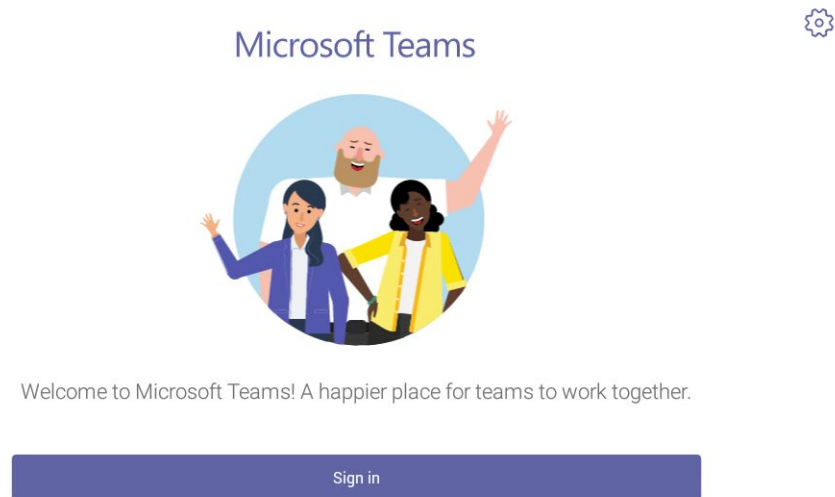 Microsoft Teams
Welcome to Microsoft Teams! A happier place for teams to work together.
Sign in